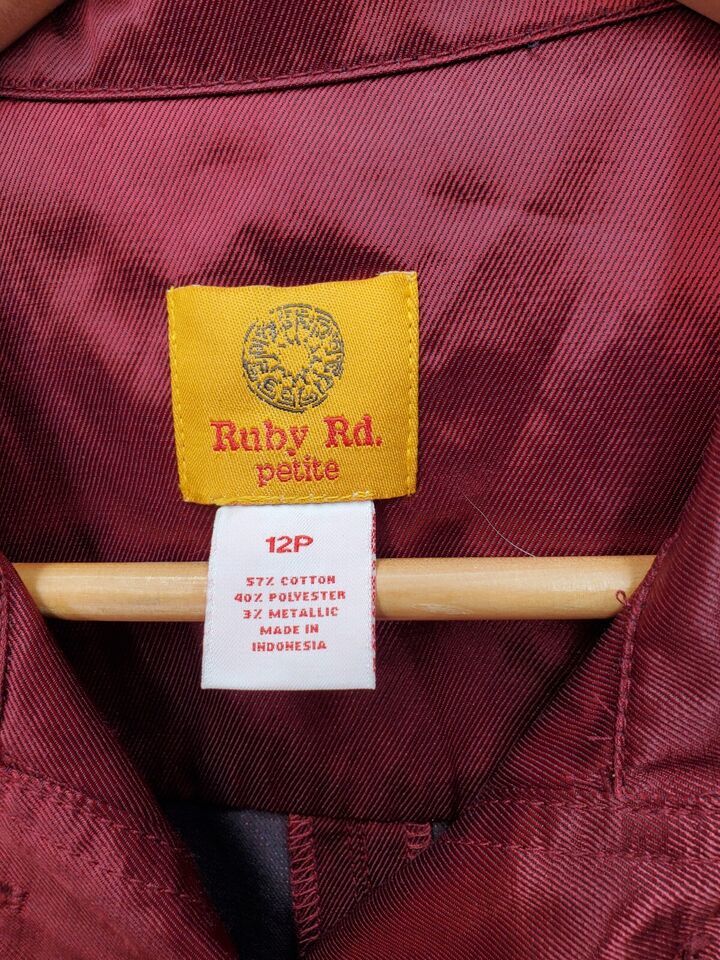 Ruby Rd.
petite
12P
57% COTTON
40% POLYESTER
3% METALLIC
MADE IN
INDONESIA